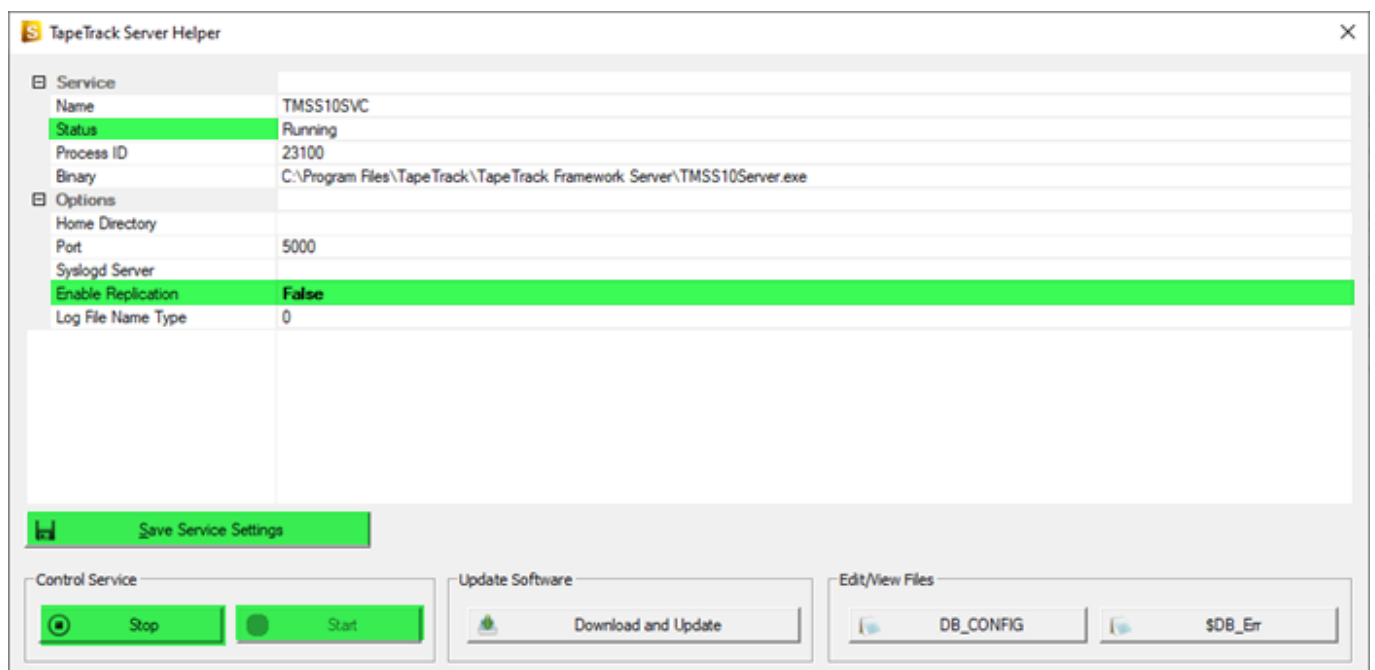 TapeTrack Server Helper
Service
Name TMSS10SVC
Status Running
Process ID 23100
Binary C:\Program Files\TapeTrack\TapeTrack Framework Server\TMSS10Server.exe
Options
Home Directory
Port 5000
Syslogd Server
Enable Replication False
Log File Name Type 0
Save Service Settings
Control Service Update Software Edit/View Files
Stop Start Download and Update DB_CONFIG $DB_Err